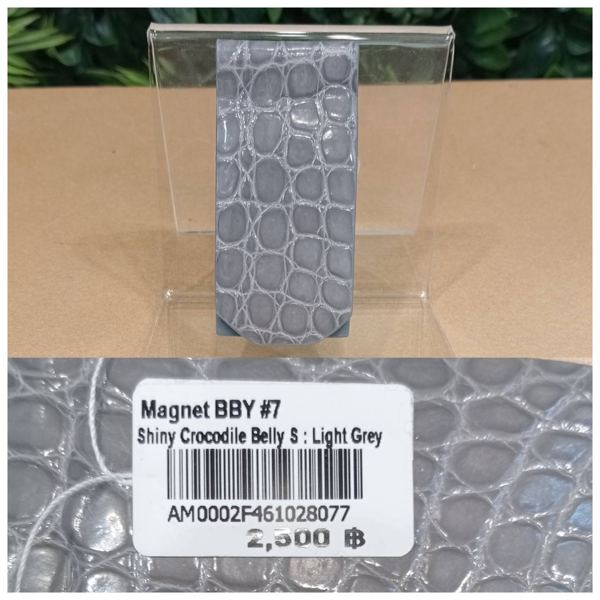 Magnet BBY #7
Shiny Crocodile Belly S : Light Grey
AM0002F461028077
2,500 ฿